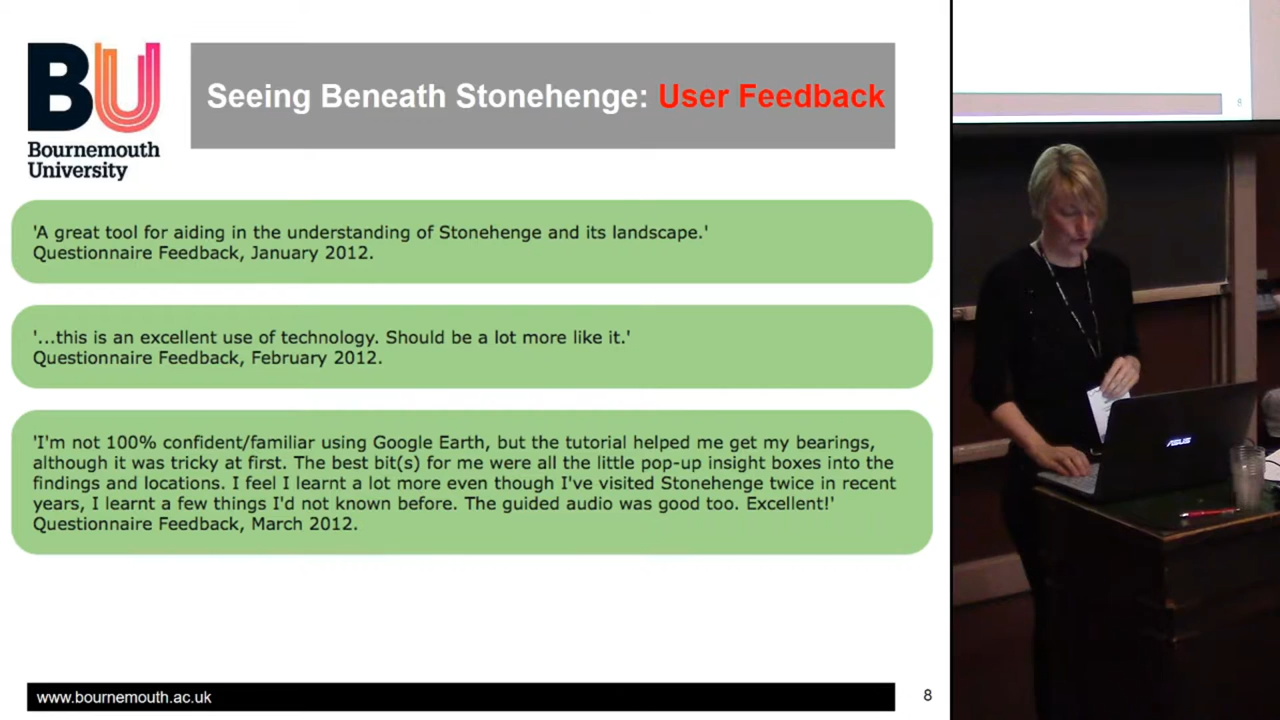 BU
Bournemouth
University
Seeing Beneath Stonehenge: User Feedback
'A great tool for aiding in the understanding of Stonehenge and its landscape.'
Questionnaire Feedback, January 2012.
'...this is an excellent use of technology. Should be a lot more like it.'
Questionnaire Feedback, February 2012.
'I'm not 100% confident/familiar using Google Earth, but the tutorial helped me get my bearings,
although it was tricky at first. The best bit(s) for me were all the little pop-up insight boxes into the
findings and locations. I feel I learnt a lot more even though I've visited Stonehenge twice in recent
years, I learnt a few things I'd not known before. The guided audio was good too. Excellent!'
Questionnaire Feedback, March 2012.
www.bournemouth.ac.uk
8
8
ASUS